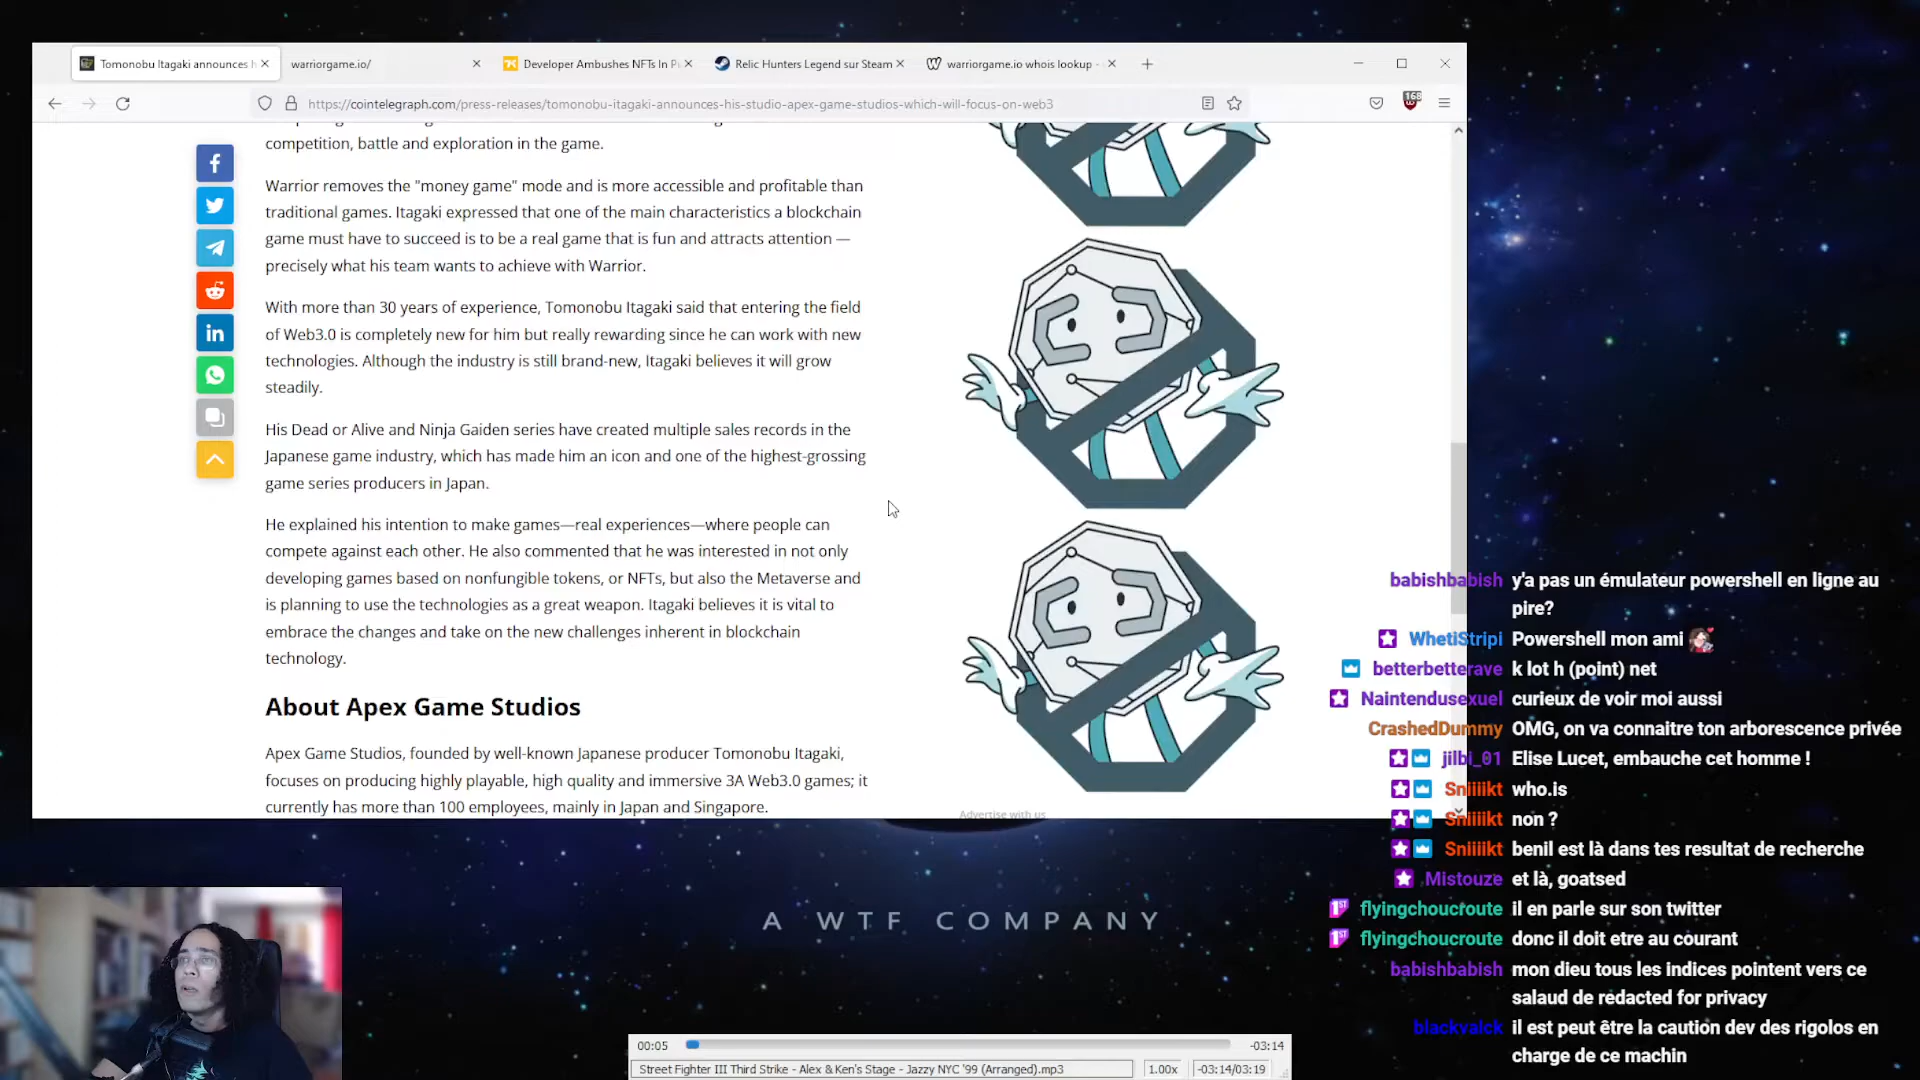 Tomonobu Itagaki announces h
warriorgame.io/
Developer Ambushes NFTs In P
Relic Hunters Legend sur Steam
warriorgame.io whois lookup -
https://cointelegraph.com/press-releases/tomonobu-itagaki-announces-his-studio-apex-game-studios-which-will-focus-on-web3
168
competition, battle and exploration in the game.
Warrior removes the "money game" mode and is more accessible and profitable than
traditional games. Itagaki expressed that one of the main characteristics a blockchain
game must have to succeed is to be a real game that is fun and attracts attention —
precisely what his team wants to achieve with Warrior.
With more than 30 years of experience, Tomonobu Itagaki said that entering the field
of Web3.0 is completely new for him but really rewarding since he can work with new
technologies. Although the industry is still brand-new, Itagaki believes it will grow
steadily.
His Dead or Alive and Ninja Gaiden series have created multiple sales records in the
Japanese game industry, which has made him an icon and one of the highest-grossing
game series producers in Japan.
He explained his intention to make games—real experiences—where people can
compete against each other. He also commented that he was interested in not only
developing games based on nonfungible tokens, or NFTs, but also the Metaverse and
is planning to use the technologies as a great weapon. Itagaki believes it is vital to
embrace the changes and take on the new challenges inherent in blockchain
technology.
About Apex Game Studios
Apex Game Studios, founded by well-known Japanese producer Tomonobu Itagaki,
focuses on producing highly playable, high quality and immersive 3A Web3.0 games; it
currently has more than 100 employees, mainly in Japan and Singapore.
Advertise with us
babishbabish y'a pas un émulateur powershell en ligne au
pire?
WhetiStripi Powershell mon ami
betterbetterave k lot h (point) net
Naintendusexuel curieux de voir moi aussi
CrashedDummy OMG, on va connaitre ton arborescence privée
jilbi_01 Elise Lucet, embauche cet homme !
Sniiiikt who.is
Sniiiikt non ?
Sniiiikt benil est là dans tes resultat de recherche
Mistouze et là, goatsed
flyingchoucroute il en parle sur son twitter
flyingchoucroute donc il doit etre au courant
babishbabish mon dieu tous les indices pointent vers ce
salaud de redacted for privacy
blackvalck il est peut être la caution dev des rigolos en
charge de ce machin
A WTF COMPANY
00:05
-03:14
Street Fighter III Third Strike - Alex & Ken's Stage - Jazzy NYC '99 (Arranged).mp3
1.00x
-03:14/03:19